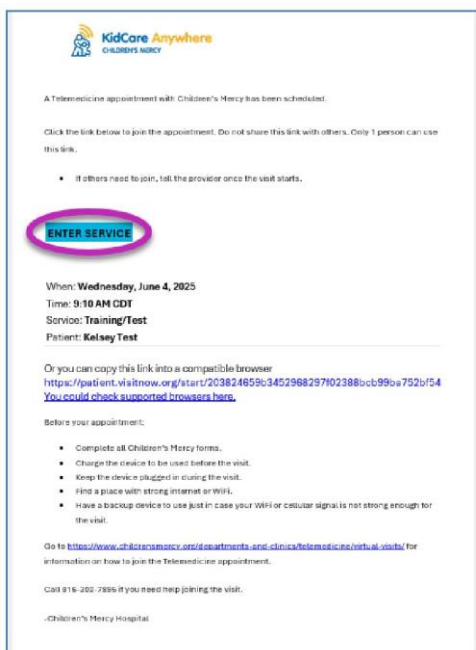 KidCare Anywhere
CHILDREN'S MERCY
A Telemedicine appointment with Children's Mercy has been scheduled.
Click the link below to join the appointment. Do not share this link with others. Only 1 person can use
this link.
• If others need to join, tell the provider once the visit starts.
ENTER SERVICE
When: Wednesday, June 4, 2025
Time: 9:10 AM CDT
Service: Training/Test
Patient: Kelsey Test
Or you can copy this link into a compatible browser
https://patient.visitnow.org/start/203824659b3452968297f02388bcb99ba752bf54
You could check supported browsers here.
Before your appointment:
• Complete all Children's Mercy forms.
• Charge the device to be used before the visit.
• Keep the device plugged in during the visit.
• Find a place with strong internet or WiFi.
• Have a backup device to use just in case your WiFi or cellular signal is not strong enough for
the visit.
Go to https://www.childrensmercy.org/departments-and-clinics/telemedicine/virtual-visits/ for
information on how to join the Telemedicine appointment.
Call 816-302-7895 if you need help joining the visit.
-Children's Mercy Hospital